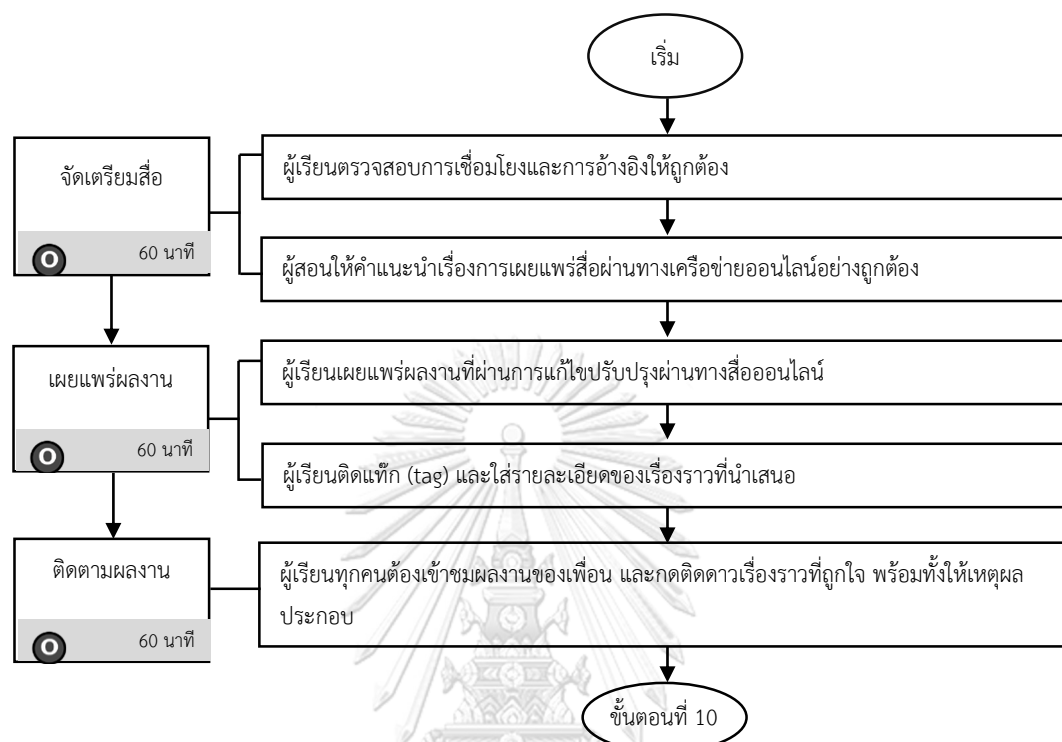 เริ่ม
จัดเตรียมสื่อ
O 60 นาที
ผู้เรียนตรวจสอบการเชื่อมโยงและการอ้างอิงให้ถูกต้อง
ผู้สอนให้คำแนะนำเรื่องการเผยแพร่สื่อผ่านทางเครือข่ายออนไลน์อย่างถูกต้อง
เผยแพร่ผลงาน
O 60 นาที
ผู้เรียนเผยแพร่ผลงานที่ผ่านการแก้ไขปรับปรุงผ่านทางสื่อออนไลน์
ผู้เรียนติดแท๊ก (tag) และใส่รายละเอียดของเรื่องราวที่นำเสนอ
ติดตามผลงาน
O 60 นาที
ผู้เรียนทุกคนต้องเข้าชมผลงานของเพื่อน และกดติดดาวเรื่องราวที่ถูกใจ พร้อมทั้งให้เหตุผล
ประกอบ
ขั้นตอนที่ 10